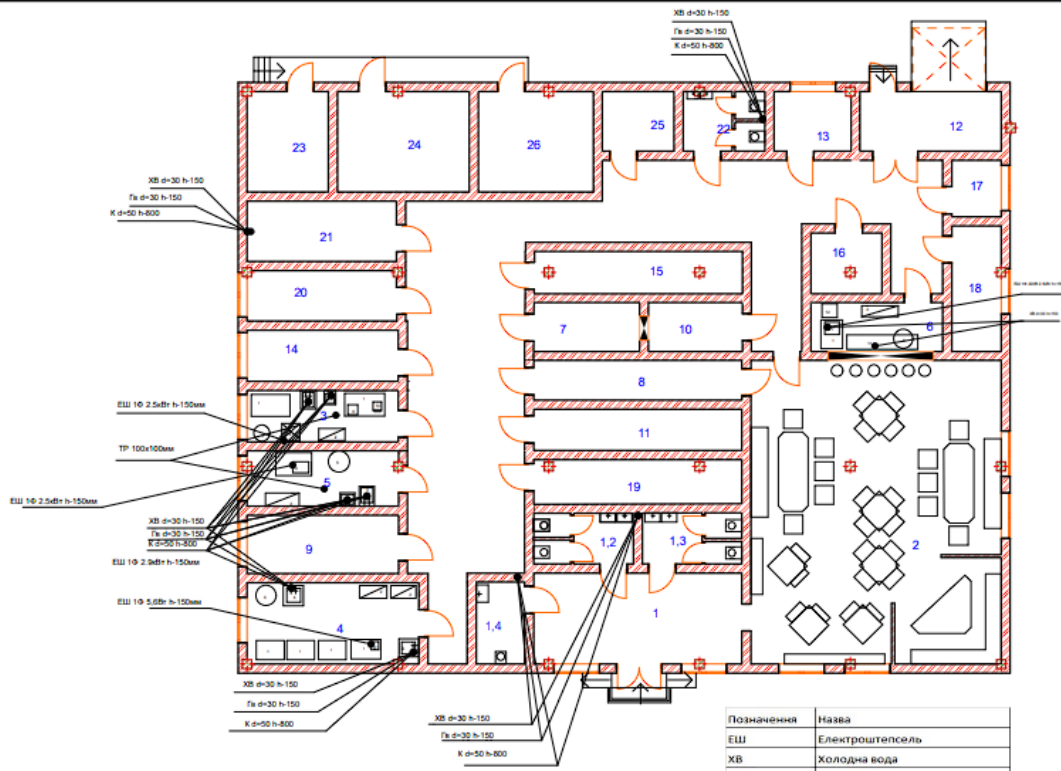 ХВ d=30 h-150
Гв d=30 h-150
К d=50 h-800
23
24
26
25
22
13
12
17
ХВ d=30 h-150
Гв d=30 h-150
К d=50 h-800
21
16
18
20
15
7
10
6
14
8
ЕШ 1Ф 2.5кВт h-150мм
3
11
ТР 100х100мм
5
19
ЕШ 1Ф 2.5кВт h-150мм
ХВ d=30 h-150
Гв d=30 h-150
К d=50 h-800
9
1,2
1,3
2
ЕШ 1Ф 2.9кВт h-150мм
ЕШ 1Ф 5,6Вт h-150мм
4
1,4
1
ХВ d=30 h-150
Гв d=30 h-150
К d=50 h-800
ХВ d=30 h-150
Гв d=30 h-150
К d=50 h-800
Позначення Назва
ЕШ Електроштепсель
ХВ Холодна вода